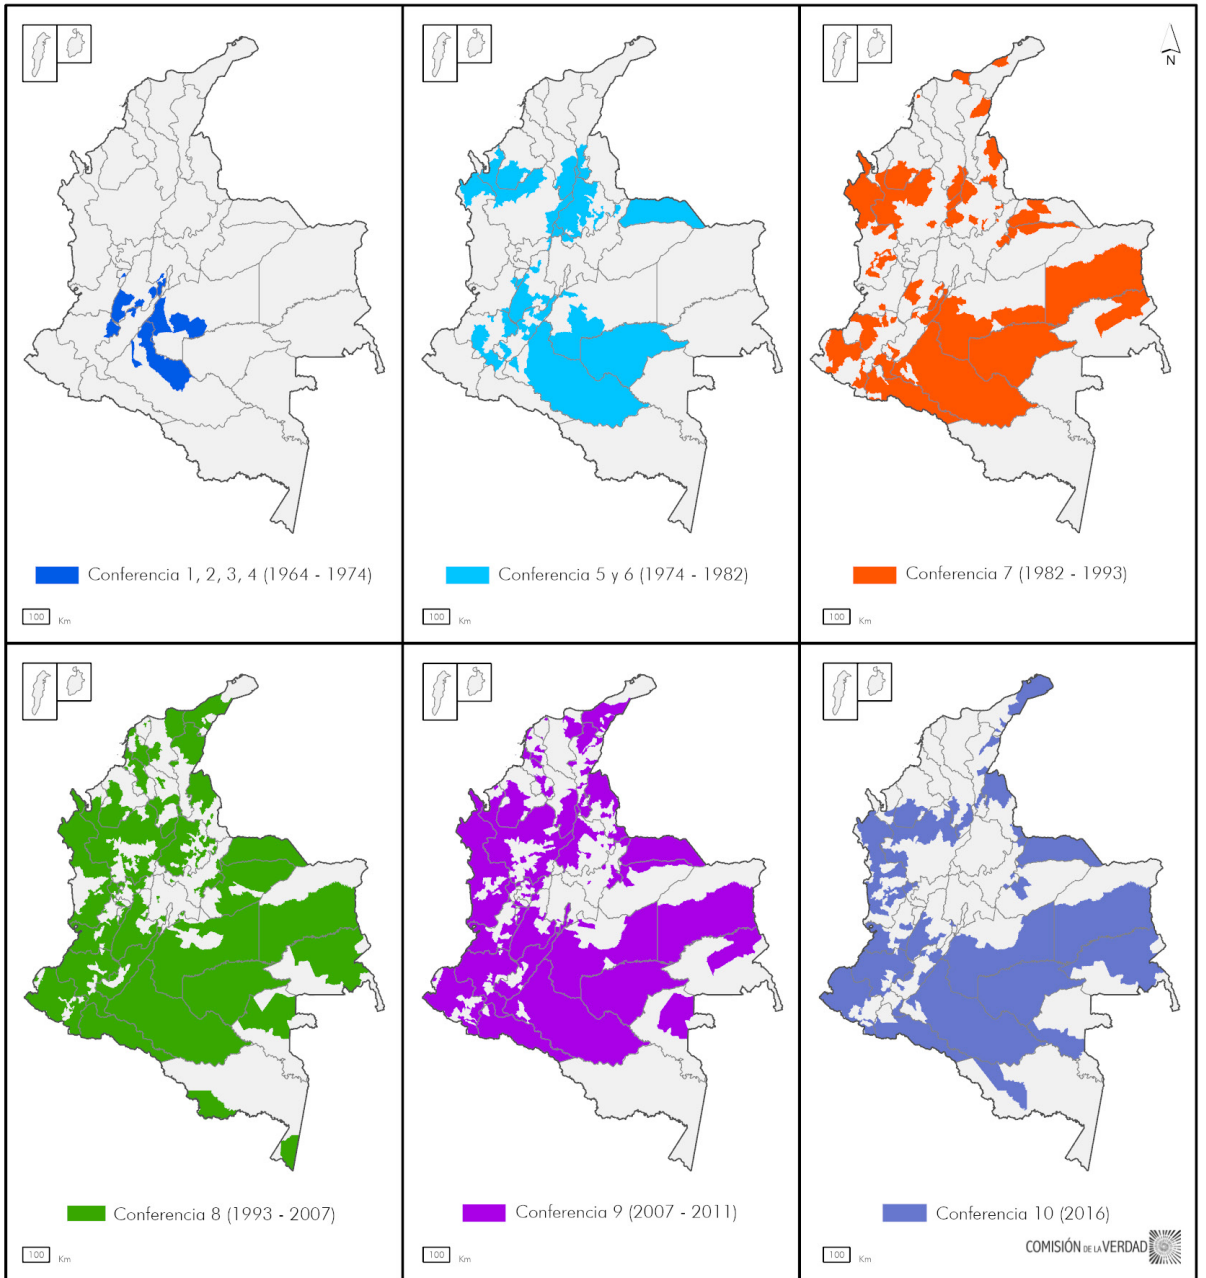 N
Conferencia 1, 2, 3, 4 (1964 - 1974)
100 Km
Conferencia 5 y 6 (1974 - 1982)
100 Km
Conferencia 7 (1982 - 1993)
100 Km
Conferencia 8 (1993 - 2007)
100 Km
Conferencia 9 (2007 - 2011)
100 Km
Conferencia 10 (2016)
100 Km
COMISIÓN DE LA VERDAD